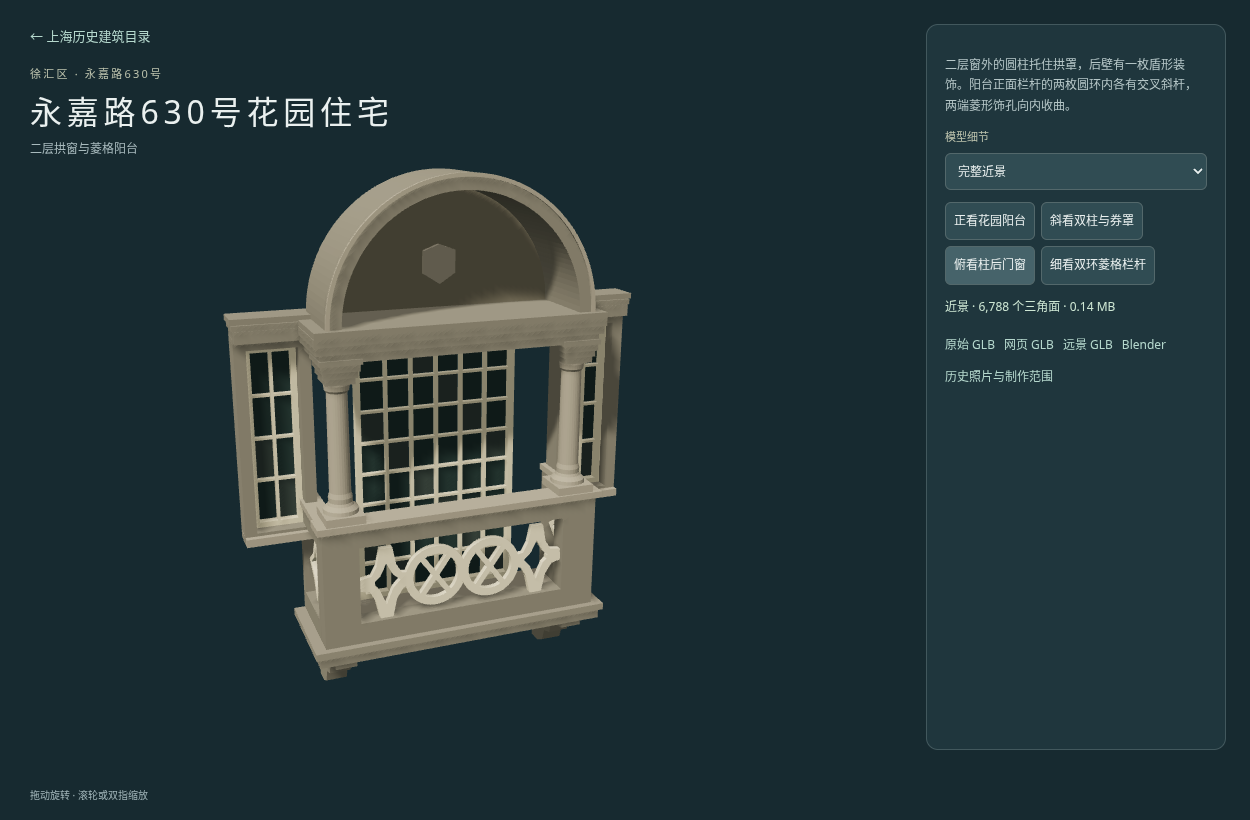 ← 上海历史建筑目录
徐汇区 · 永嘉路630号
永嘉路630号花园住宅
二层拱窗与菱格阳台
二层窗外的圆柱托住拱罩，后壁有一枚盾形装
饰。阳台正面栏杆的两枚圆环内各有交叉斜杆，
两端菱形饰孔向内收曲。
模型细节
完整近景
正看花园阳台
斜看双柱与券罩
俯看柱后门窗
细看双环菱格栏杆
近景 · 6,788 个三角面 · 0.14 MB
原始 GLB 网页 GLB 远景 GLB Blender
历史照片与制作范围
拖动旋转 · 滚轮或双指缩放